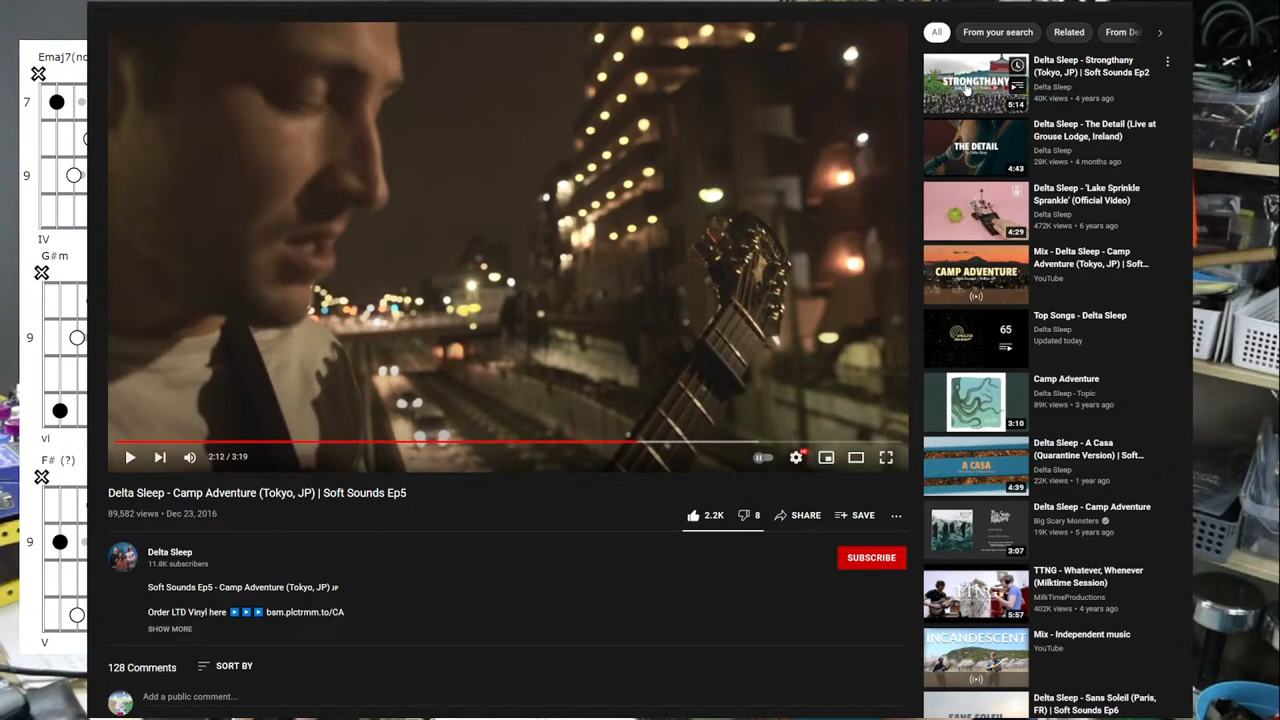 Emaj7(no
7
9
IV
G#m
9
vi
F# (?)
9
V
2:12 / 3:19
HD
Delta Sleep - Camp Adventure (Tokyo, JP) | Soft Sounds Ep5
89,582 views • Dec 23, 2016
2.2K
8
SHARE
SAVE
Delta Sleep
11.8K subscribers
SUBSCRIBE
Soft Sounds Ep5 - Camp Adventure (Tokyo, JP) JP
Order LTD Vinyl here bsm.plctrmm.to/CA
SHOW MORE
128 Comments
SORT BY
Add a public comment...
All
From your search
Related
From De
STRONGTHANY
5:14
Delta Sleep - Strongthany
(Tokyo, JP) | Soft Sounds Ep2
Delta Sleep
40K views • 4 years ago
THE DETAIL
4:43
Delta Sleep - The Detail (Live at
Grouse Lodge, Ireland)
Delta Sleep
28K views • 4 months ago
4:29
Delta Sleep - 'Lake Sprinkle
Sprankle' (Official Video)
Delta Sleep
472K views • 6 years ago
CAMP ADVENTURE
Mix - Delta Sleep - Camp
Adventure (Tokyo, JP) | Soft...
YouTube
65
Top Songs - Delta Sleep
Delta Sleep
Updated today
3:10
Camp Adventure
Delta Sleep - Topic
89K views • 3 years ago
A CASA
4:39
Delta Sleep - A Casa
(Quarantine Version) | Soft...
Delta Sleep
22K views • 1 year ago
3:07
Delta Sleep - Camp Adventure
Big Scary Monsters
19K views • 5 years ago
TTNG
5:57
TTNG - Whatever, Whenever
(Milktime Session)
MilkTimeProductions
402K views • 4 years ago
INCANDESCENT
Mix - Independent music
YouTube
SANS SOLEIL
Delta Sleep - Sans Soleil (Paris,
FR) | Soft Sounds Ep6